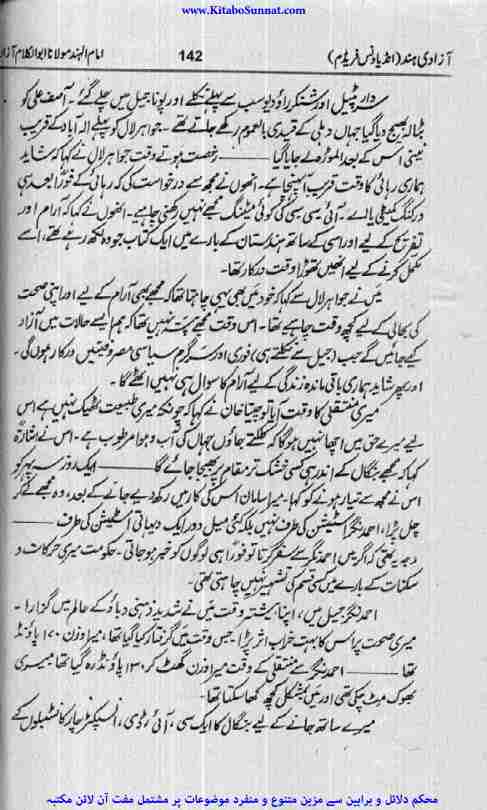 www.KitaboSunnat.com
آزادی ہند (انڈیا ونس فریڈم) 142 امام الہند مولانا ابوالکلام آزاد
سردار پٹیل اور شنکر راؤ دیو سب سے پہلے نکلے اور پونا جیل میں چلے گئے۔ آصف علی کو
بٹالہ بھیج دیا گیا جہاں دہلی کے قیدی بالعموم رکھے جاتے تھے۔ جواہر لال کو پہلے الہ آباد کے قریب
نینی اس کے بعد الموڑہ لے جایا گیا ——— رخصت ہوتے وقت جواہر لال نے کہا کہ شاید
ہماری رہائی کا وقت قریب آ پہنچا ہے۔ انھوں نے مجھ سے درخواست کی کہ رہائی کے فوراً بعد ہی
ورکنگ کمیٹی یا اے۔ آئی سی سی کی کوئی میٹنگ مجھے نہیں رکھنی چاہیے۔ انھوں نے کہا کہ آرام اور
تفریح کے لیے اور اسی کے ساتھ ہندستان کے بارے میں ایک کتاب جو وہ لکھ رہے تھے، اسے
مکمل کرنے کے لیے انھیں تھوڑا وقت درکار تھا۔
میں نے جواہر لال سے کہا کہ خود میں بھی یہی چاہتا تھا کہ مجھے بھی آرام کے لیے اور اپنی صحت
کی بحالی کے لیے کچھ وقت چاہیے تھا۔ اس وقت مجھے پتہ نہیں تھا کہ ہم ایسے حالات میں آزاد
کیے جائیں گے جب (جیل سے نکلتے ہی) فوری اور سرگرم سیاسی مصروفیتیں درکار ہوں گی۔
اور پھر شاید ہماری باقی ماندہ زندگی کے لیے آرام کا سوال ہی نہیں اٹھے گا۔
میری منتقلی کا وقت آیا تو چیتا خان نے کہا کہ چونکہ میری طبیعت ٹھیک نہیں ہے اس
لیے میرے حق میں اچھا نہیں ہوگا کہ کلکتے جاؤں جہاں کی آب و ہوا مرطوب ہے۔ اس نے اشارۃً
کہا کہ مجھے بنگال کے اندر ہی کسی خشک تر مقام پر بھیجا جائے گا ——— ایک روز سہ پہر کو
اس نے مجھ سے تیار ہونے کو کہا۔ میرا سامان اس کی کار میں رکھ دیے جانے کے بعد، وہ مجھے لے کر
چل پڑا، احمد نگر اسٹیشن کی طرف نہیں بلکہ کئی میل دور ایک دیہاتی اسٹیشن کی طرف ———
وجہ یہ تھی کہ اگر میں احمد نگر سے سفر کرتا تو فوراً ہی لوگوں کو خبر ہو جاتی۔ حکومت میری حرکات و
سکنات کے بارے میں کسی قسم کی تشہیر نہیں چاہتی تھی۔
احمد نگر جیل میں، اپنا بیشتر وقت میں نے شدید ذہنی دباؤ کے عالم میں گزارا۔
میری صحت پر اس کا بہت خراب اثر پڑا۔ جس وقت میں گرفتار کیا گیا تھا، میرا وزن ۱۷۰ پاؤنڈ
تھا ——— احمد نگر سے منتقلی کے وقت میرا وزن گھٹ کر ۱۳۰ پاؤنڈ رہ گیا تھا۔ میری
بھوک مٹ چکی تھی اور میں بمشکل کچھ کھا سکتا تھا۔
میرے ساتھ جانے کے لیے بنگال کا ایک سی، آئی، ڈی، انسپکٹر چار کانسٹیبلوں کے
محکم دلائل و براہین سے مزین متنوع و منفرد موضوعات پر مشتمل مفت آن لائن مکتبہ